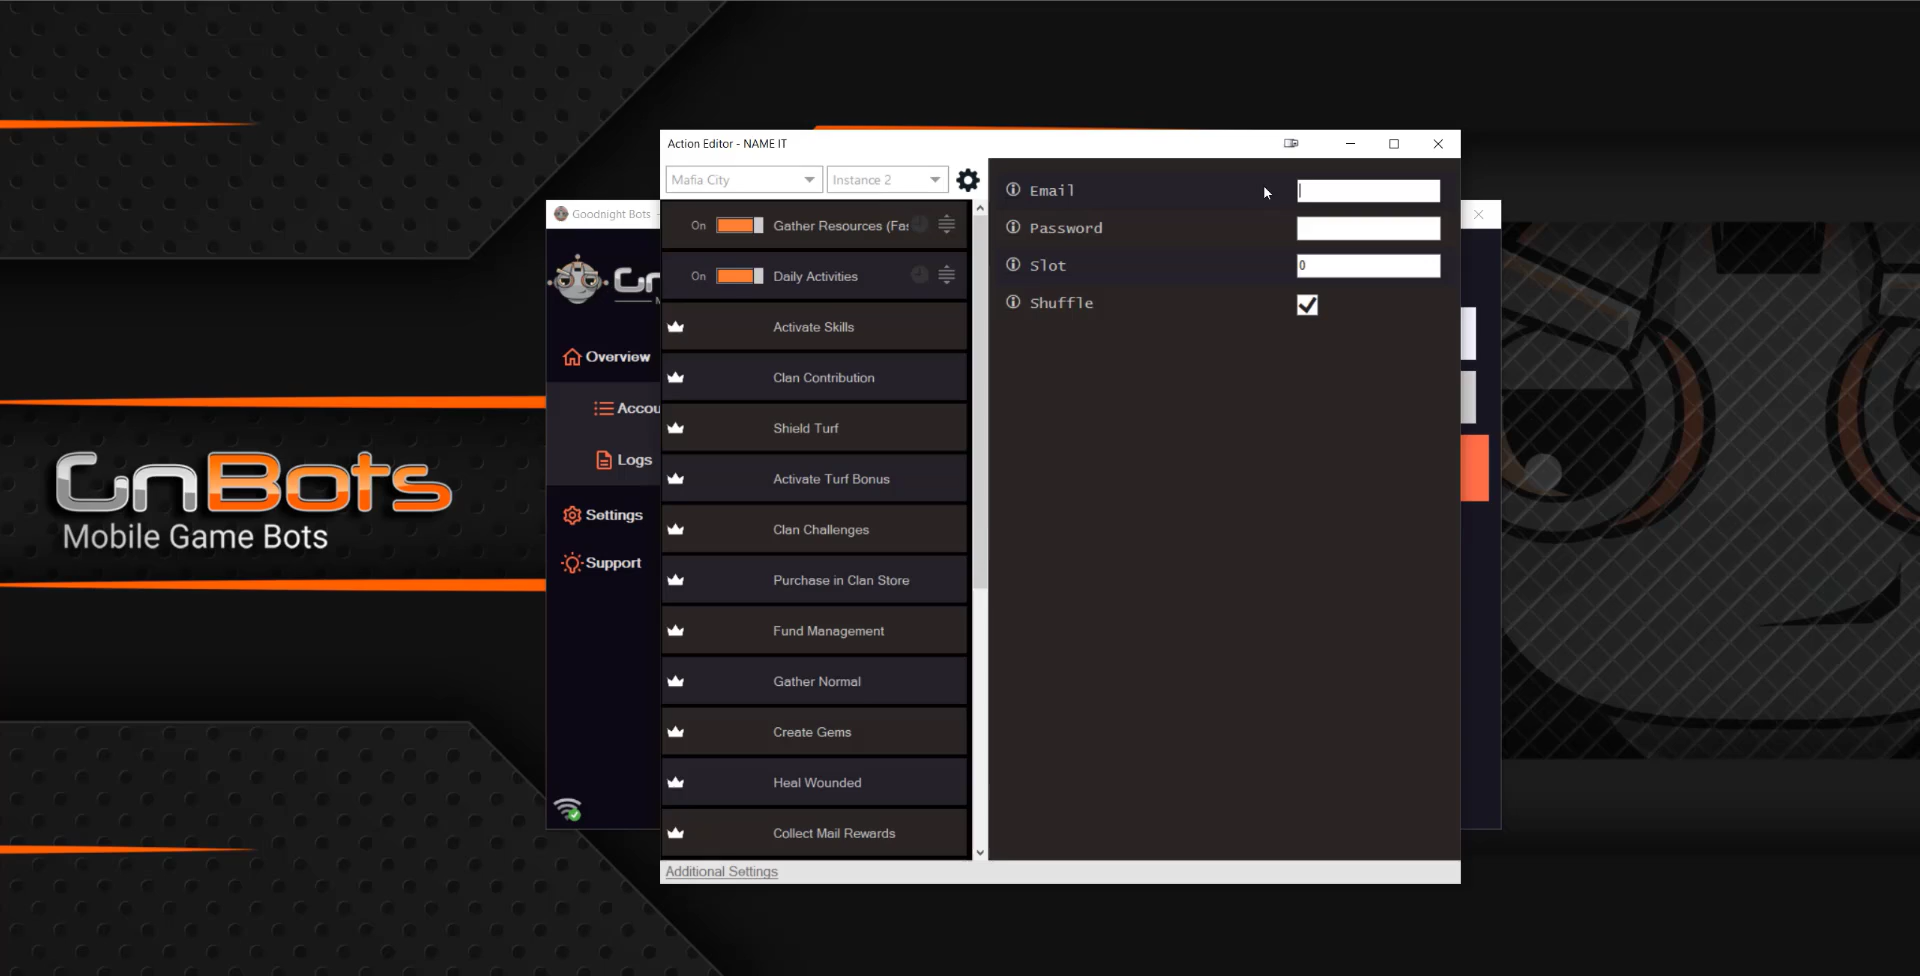 Action Editor - NAME IT
Mafia City
Instance 2
Email
Password
Slot
0
Shuffle
On
Gather Resources (Fas
On
Daily Activities
Activate Skills
Clan Contribution
Shield Turf
Activate Turf Bonus
Clan Challenges
Purchase in Clan Store
Fund Management
Gather Normal
Create Gems
Heal Wounded
Collect Mail Rewards
Additional Settings
Goodnight Bots
Gn
Overview
Accou
Logs
Settings
Support
GnBots
Mobile Game Bots